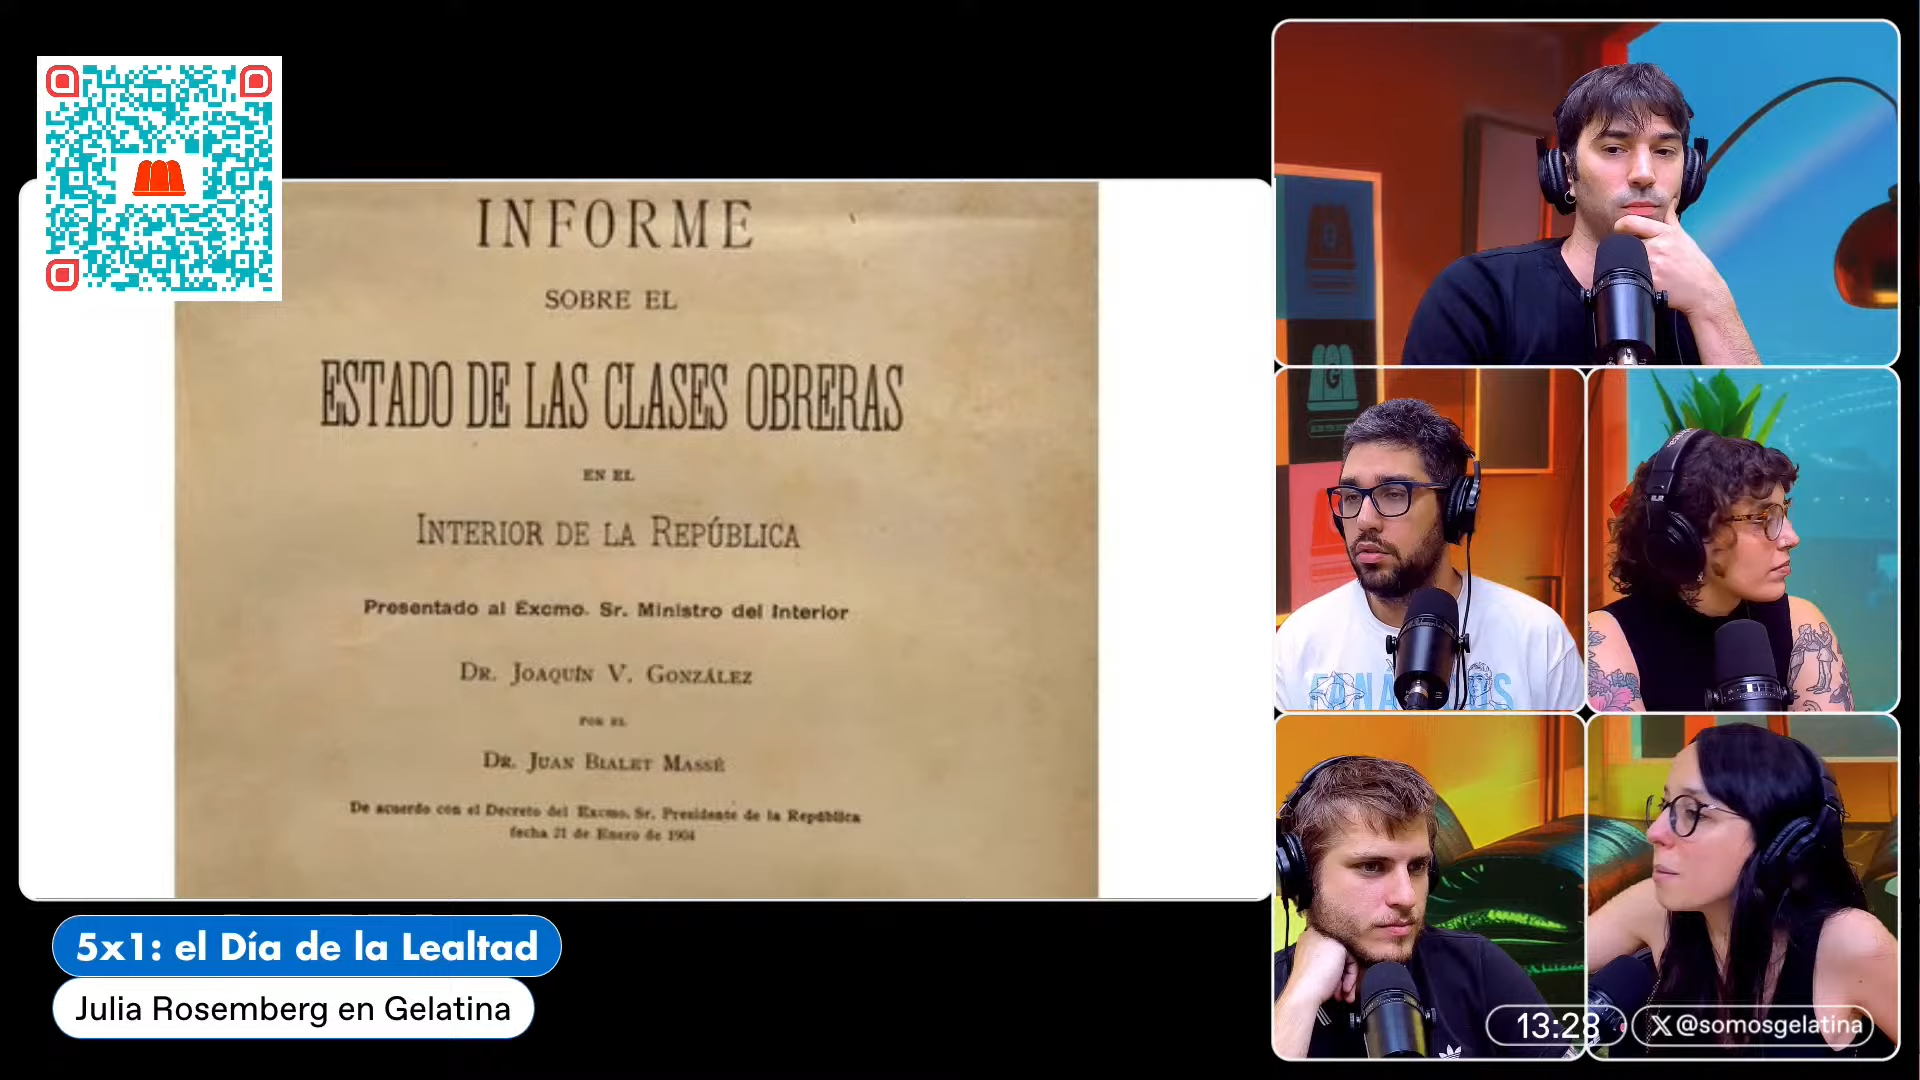 INFORME
SOBRE EL
ESTADO DE LAS CLASES OBRERAS
EN EL
INTERIOR DE LA REPÚBLICA
Presentado al Excmo. Sr. Ministro del Interior
DR. JOAQUÍN V. GONZÁLEZ
POR EL
DR. JUAN BIALET MASSÉ
De acuerdo con el Decreto del Excmo. Sr. Presidente de la República
fecha 21 de Enero de 1904
5x1: el Día de la Lealtad
Julia Rosemberg en Gelatina
13:28
X @somosgelatina